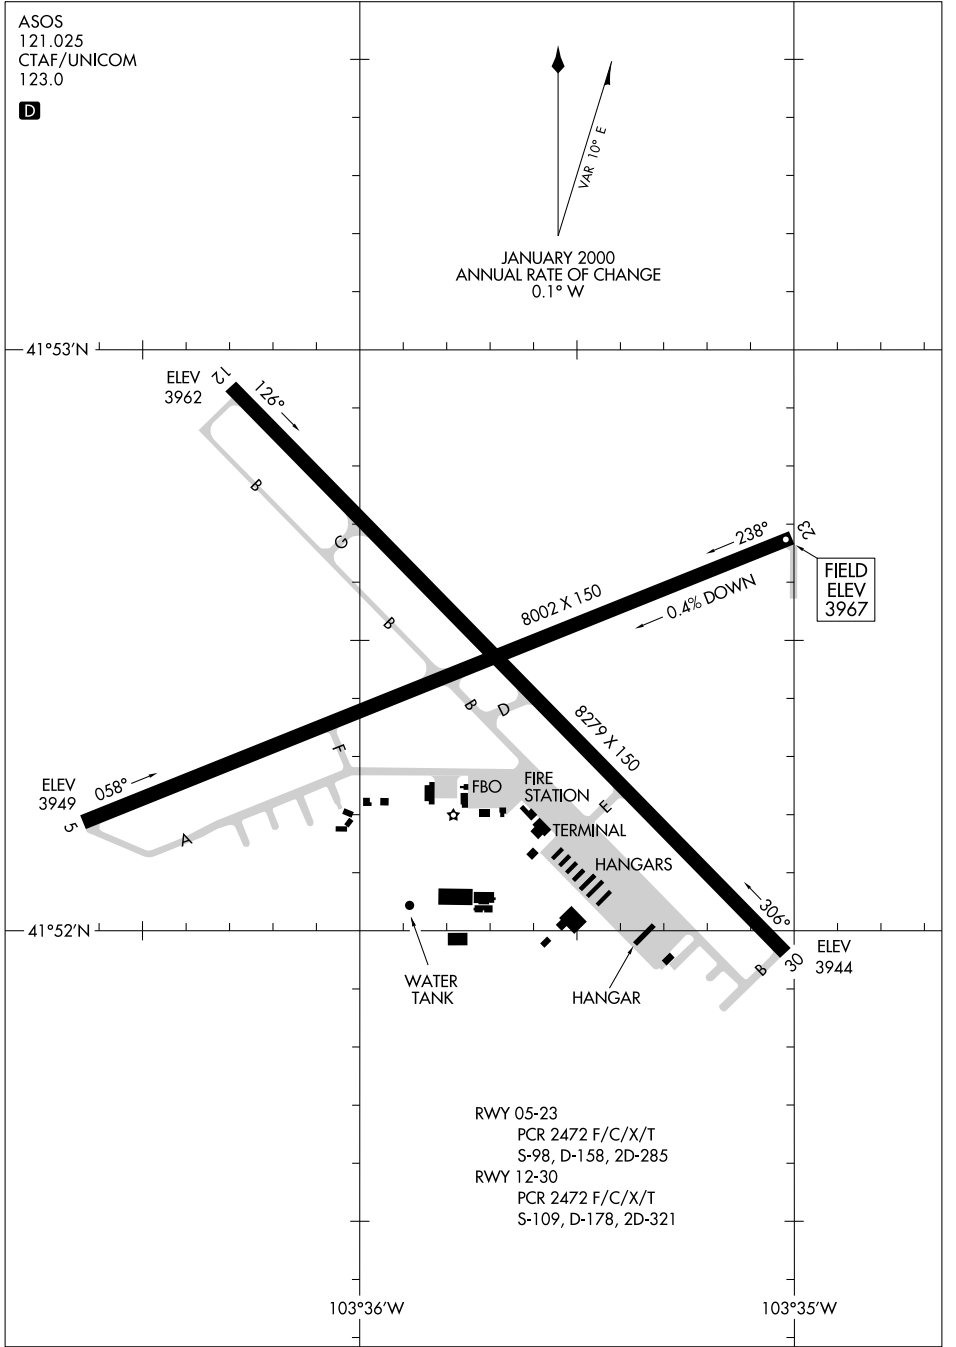 ASOS
121.025
CTAF/UNICOM
123.0
D
VAR 10° E
JANUARY 2000
ANNUAL RATE OF CHANGE
0.1° W
41°53'N
ELEV
3962
12
126°
B
G
B
238°
23
FIELD
ELEV
3967
8002 X 150
0.4% DOWN
B
D
8279 X 150
F
ELEV
3949
5
058°
A
FBO
FIRE
STATION
E
TERMINAL
HANGARS
306°
41°52'N
ELEV
3944
30
B
WATER
TANK
HANGAR
RWY 05-23
PCR 2472 F/C/X/T
S-98, D-158, 2D-285
RWY 12-30
PCR 2472 F/C/X/T
S-109, D-178, 2D-321
103°36'W
103°35'W